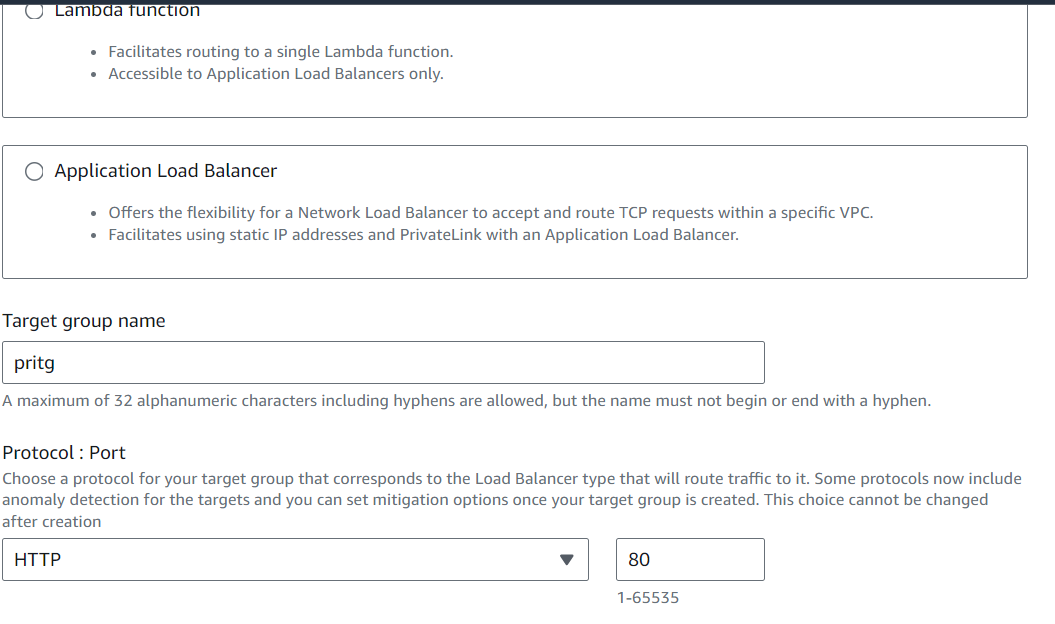 Lambda function
Facilitates routing to a single Lambda function.
Accessible to Application Load Balancers only.
Application Load Balancer
Offers the flexibility for a Network Load Balancer to accept and route TCP requests within a specific VPC.
Facilitates using static IP addresses and PrivateLink with an Application Load Balancer.
Target group name
pritg
A maximum of 32 alphanumeric characters including hyphens are allowed, but the name must not begin or end with a hyphen.
Protocol : Port
Choose a protocol for your target group that corresponds to the Load Balancer type that will route traffic to it. Some protocols now include
anomaly detection for the targets and you can set mitigation options once your target group is created. This choice cannot be changed
after creation
HTTP 80
1-65535